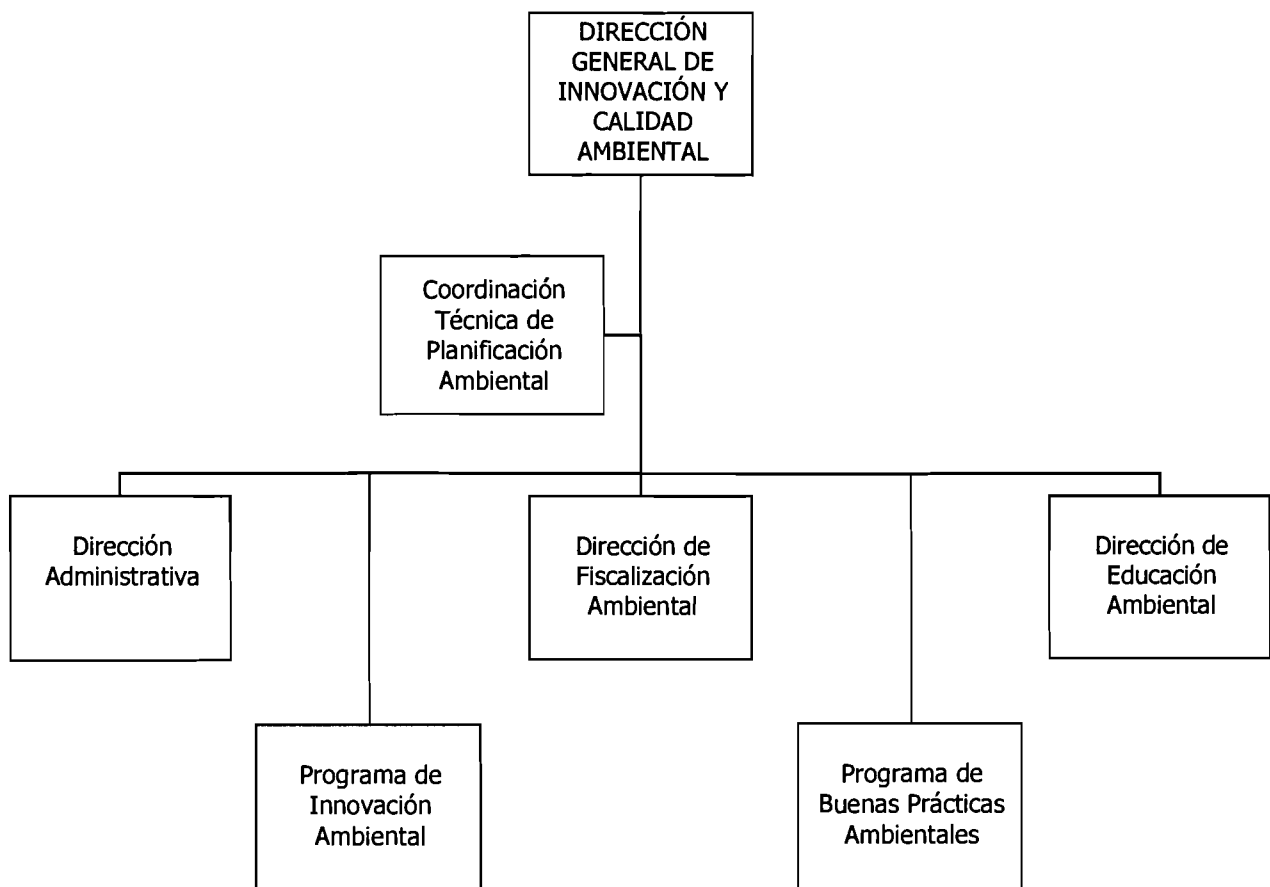 DIRECCIÓN
GENERAL DE
INNOVACIÓN Y
CALIDAD
AMBIENTAL
Coordinación
Técnica de
Planificación
Ambiental
Dirección
Administrativa
Dirección de
Fiscalización
Ambiental
Dirección de
Educación
Ambiental
Programa de
Innovación
Ambiental
Programa de
Buenas Prácticas
Ambientales